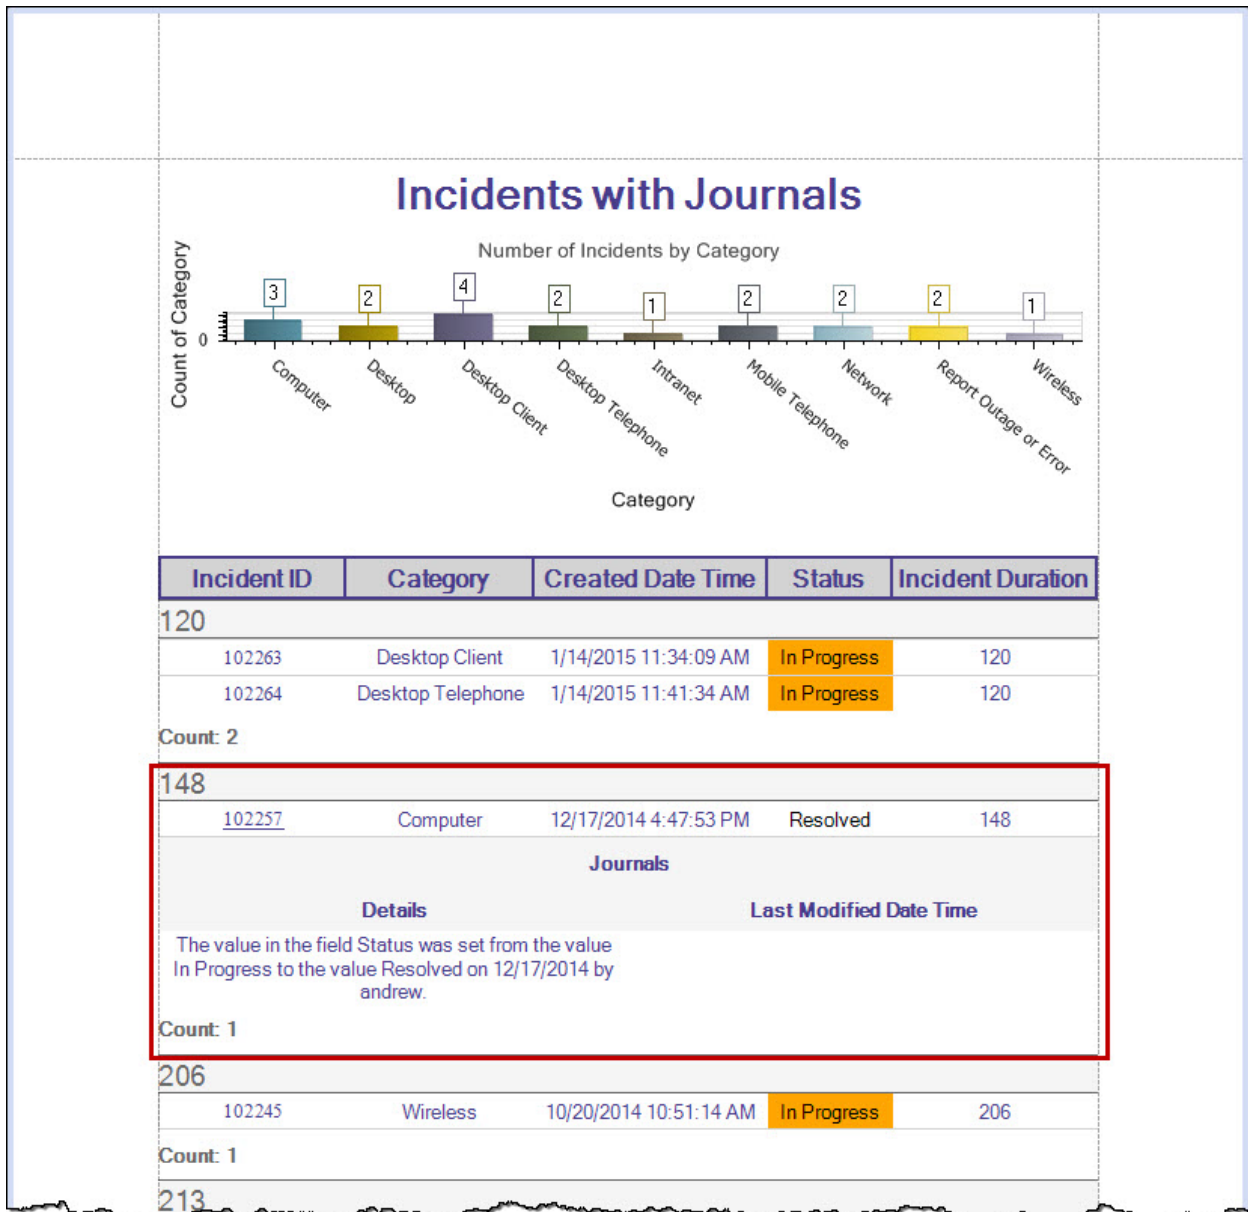 Incidents with Journals
Number of Incidents by Category
Count of Category
3 2 4 2 1 2 2 2 1
0
Computer
Desktop
Desktop Client
Desktop Telephone
Intranet
Mobile Telephone
Network
Report Outage or Error
Wireless
Category
Incident ID Category Created Date Time Status Incident Duration
120
102263 Desktop Client 1/14/2015 11:34:09 AM In Progress 120
102264 Desktop Telephone 1/14/2015 11:41:34 AM In Progress 120
Count: 2
148
102257 Computer 12/17/2014 4:47:53 PM Resolved 148
Journals
Details Last Modified Date Time
The value in the field Status was set from the value
In Progress to the value Resolved on 12/17/2014 by
andrew.
Count: 1
206
102245 Wireless 10/20/2014 10:51:14 AM In Progress 206
Count: 1
213